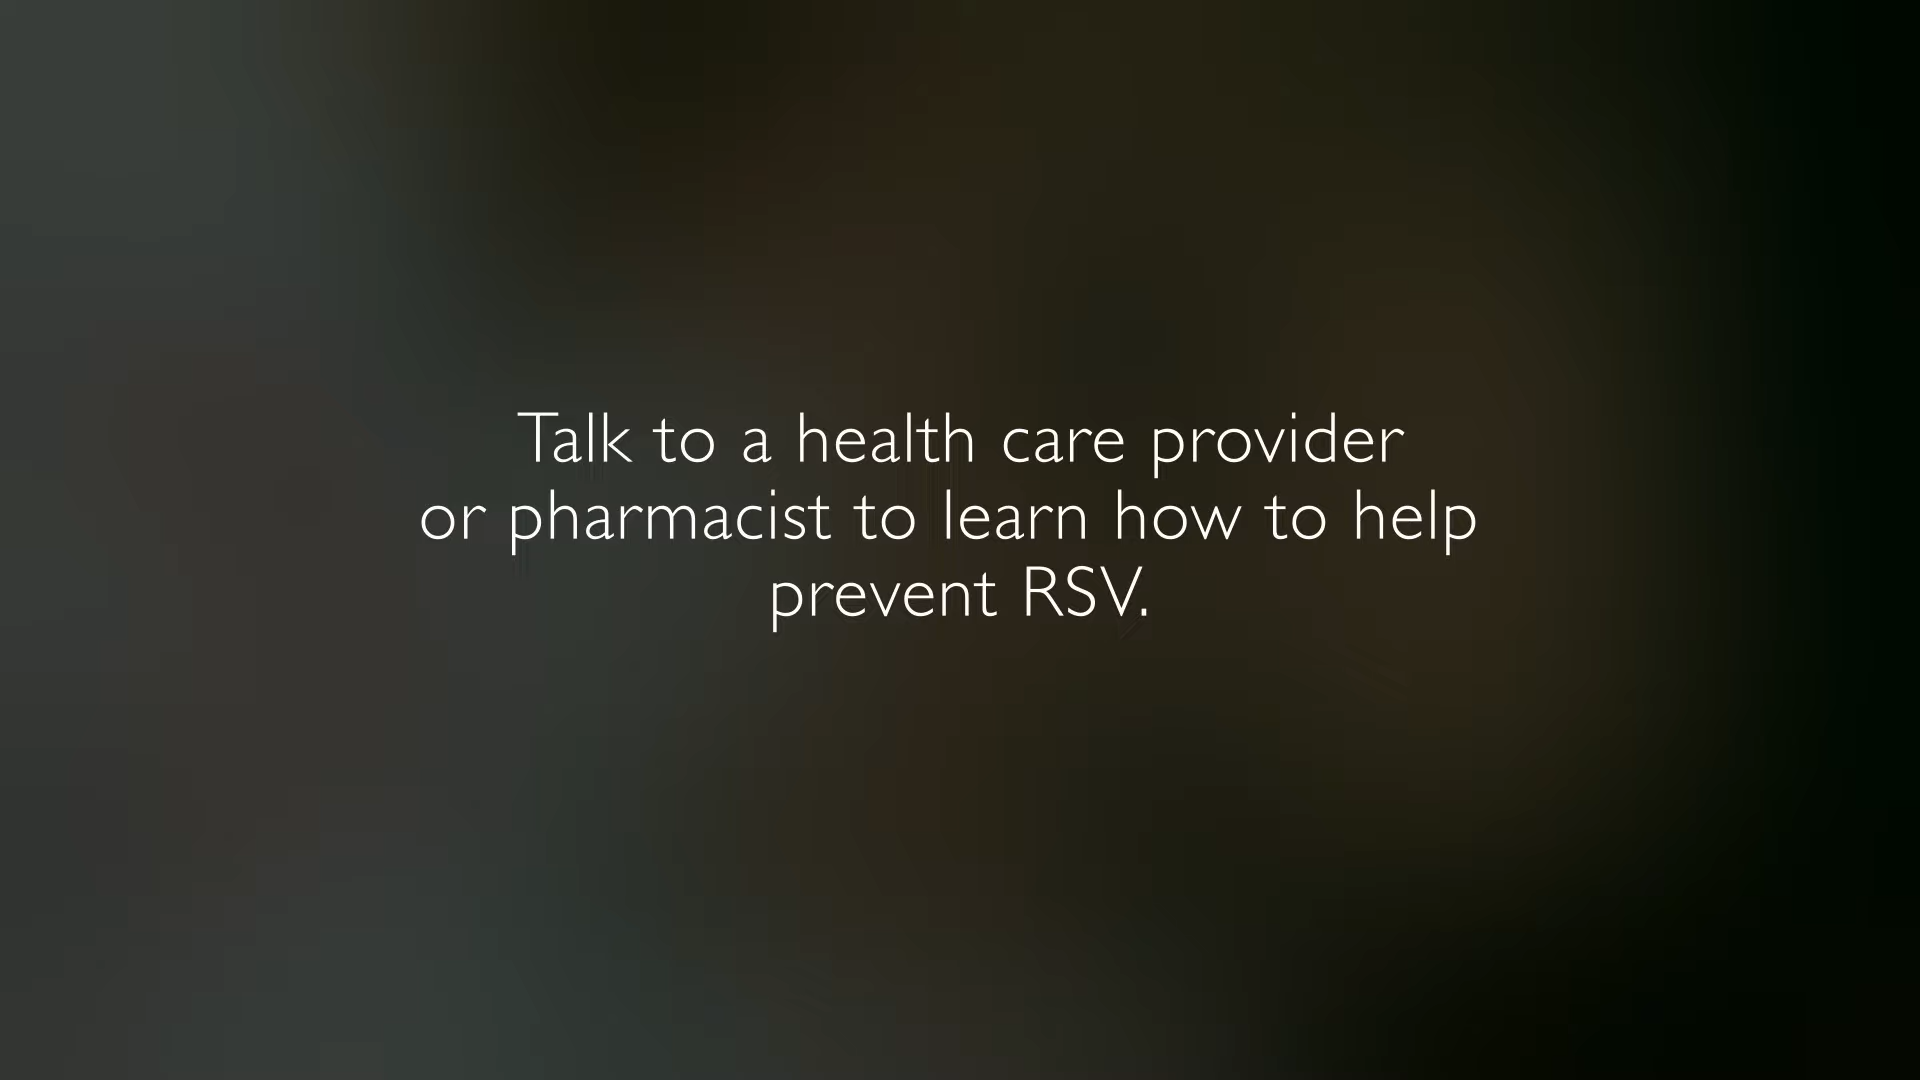 Talk to a health care provider
or pharmacist to learn how to help
prevent RSV.